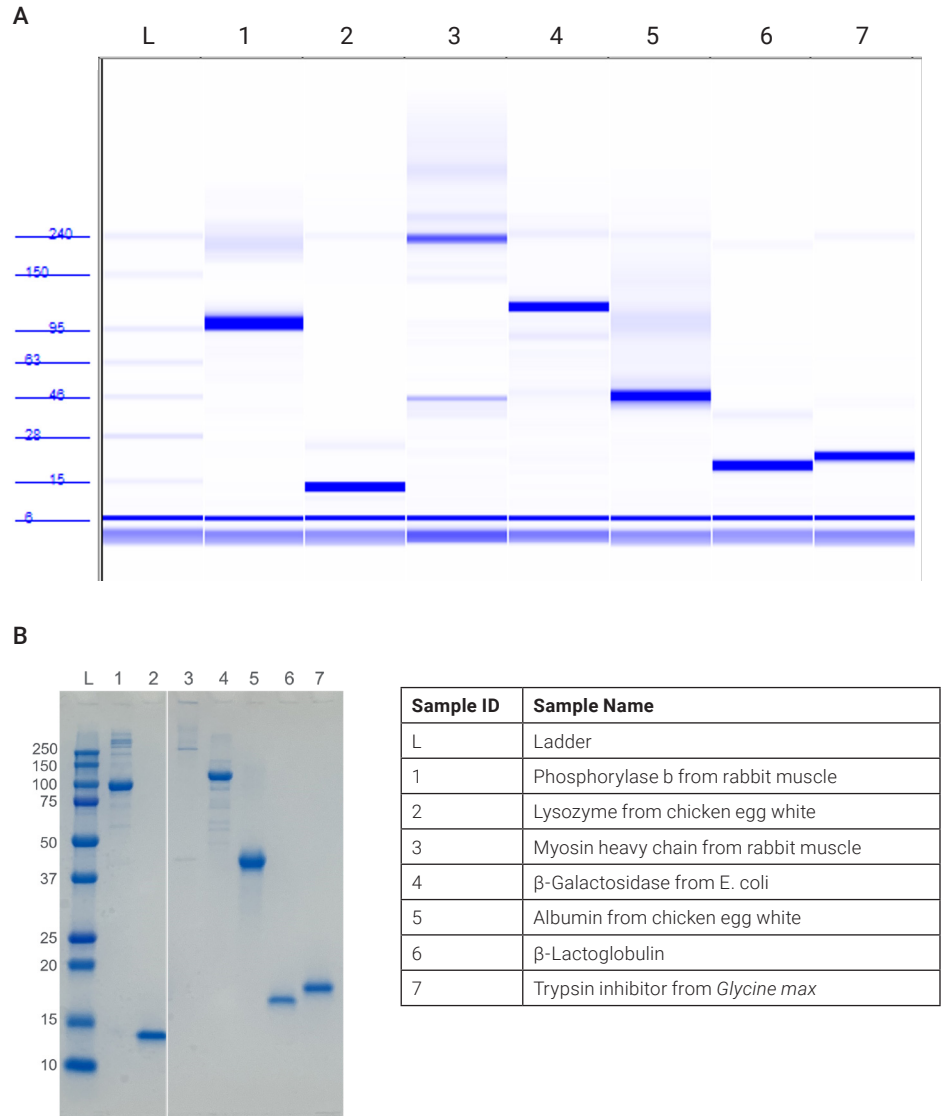 A
L 1 2 3 4 5 6 7
240
150
95
63
46
28
15
6
B
L 1 2 3 4 5 6 7
250
150
100
75
50
37
25
20
15
10
Sample ID Sample Name
L Ladder
1 Phosphorylase b from rabbit muscle
2 Lysozyme from chicken egg white
3 Myosin heavy chain from rabbit muscle
4 β-Galactosidase from E. coli
5 Albumin from chicken egg white
6 β-Lactoglobulin
7 Trypsin inhibitor from Glycine max